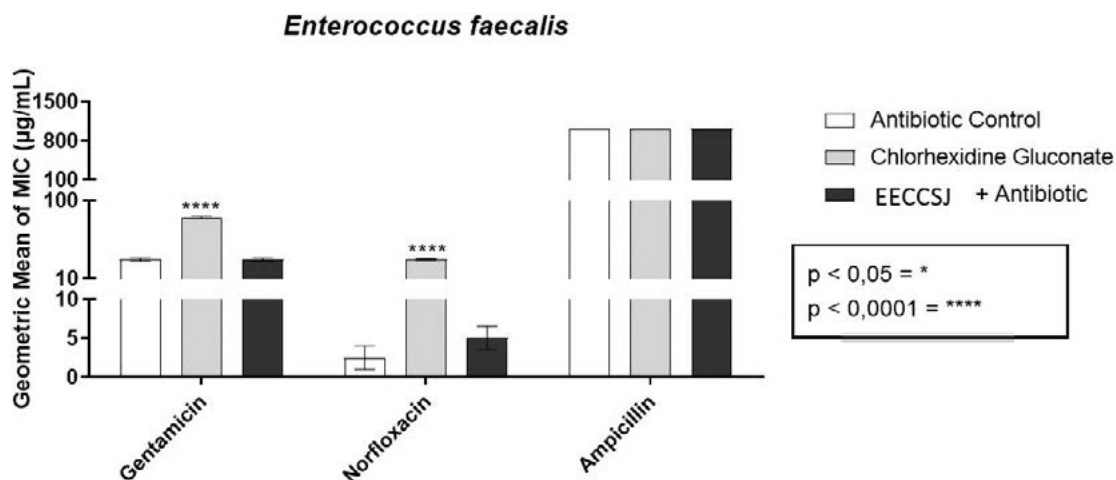 Enterococcus faecalis
Geometric Mean of MIC (µg/mL)
1500
800
100
100
10
10
5
0
****
****
Gentamicin
Norfloxacin
Ampicillin
Antibiotic Control
Chlorhexidine Gluconate
EECCSJ + Antibiotic
p < 0,05 = *
p < 0,0001 = ****